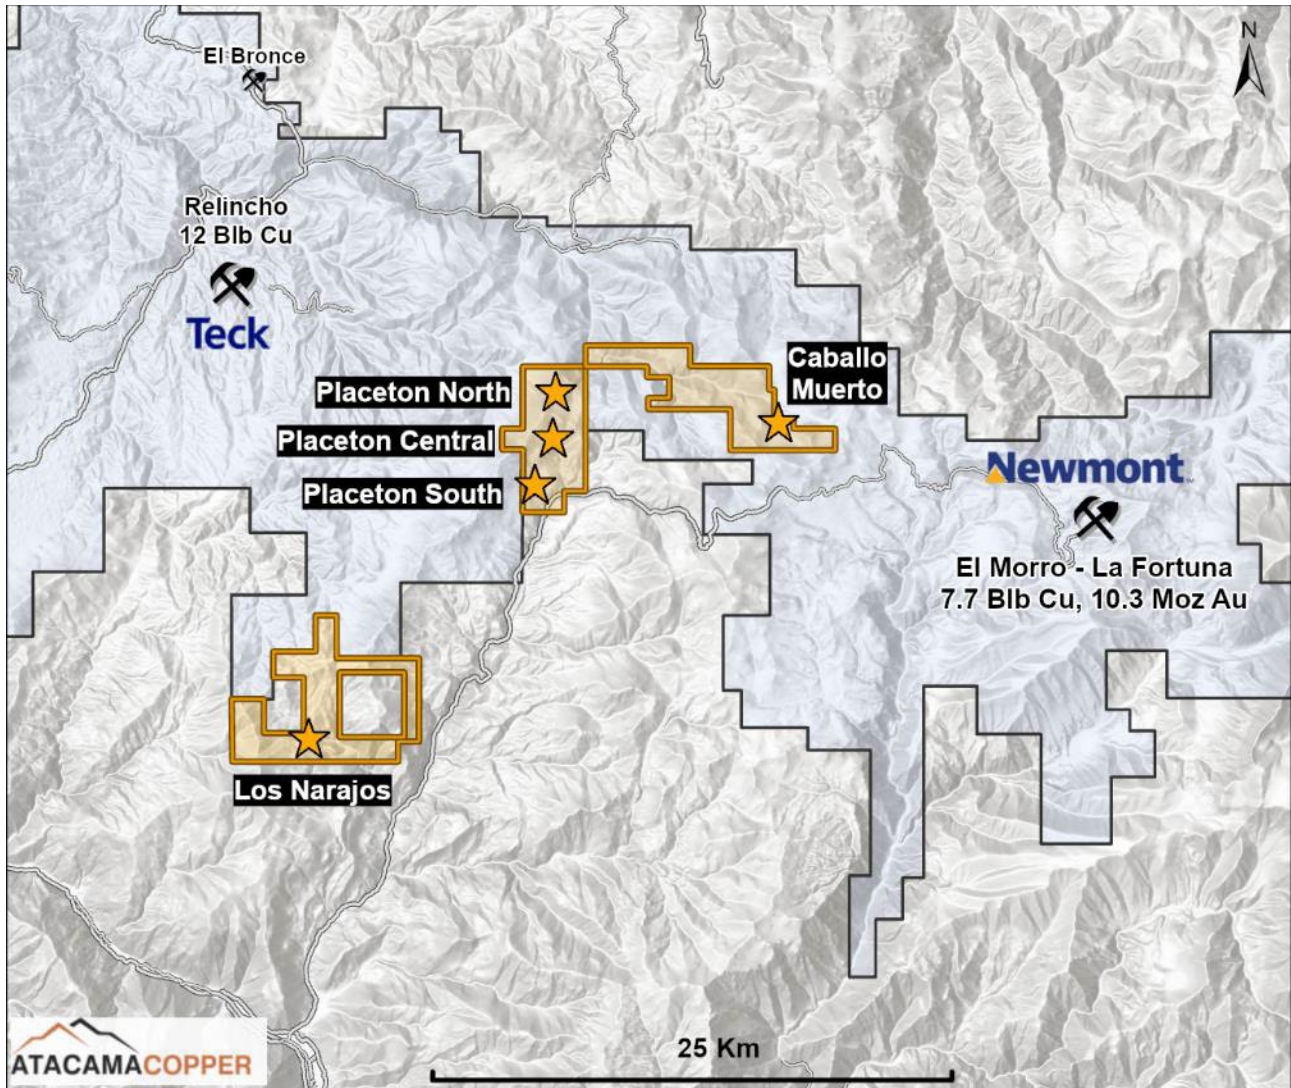 N
El Bronce
Relincho
12 Blb Cu
Teck
Caballo
Muerto
Placeton North
Placeton Central
Placeton South
Newmont
El Morro - La Fortuna
7.7 Blb Cu, 10.3 Moz Au
Los Narajos
ATACAMACOPPER
25 Km